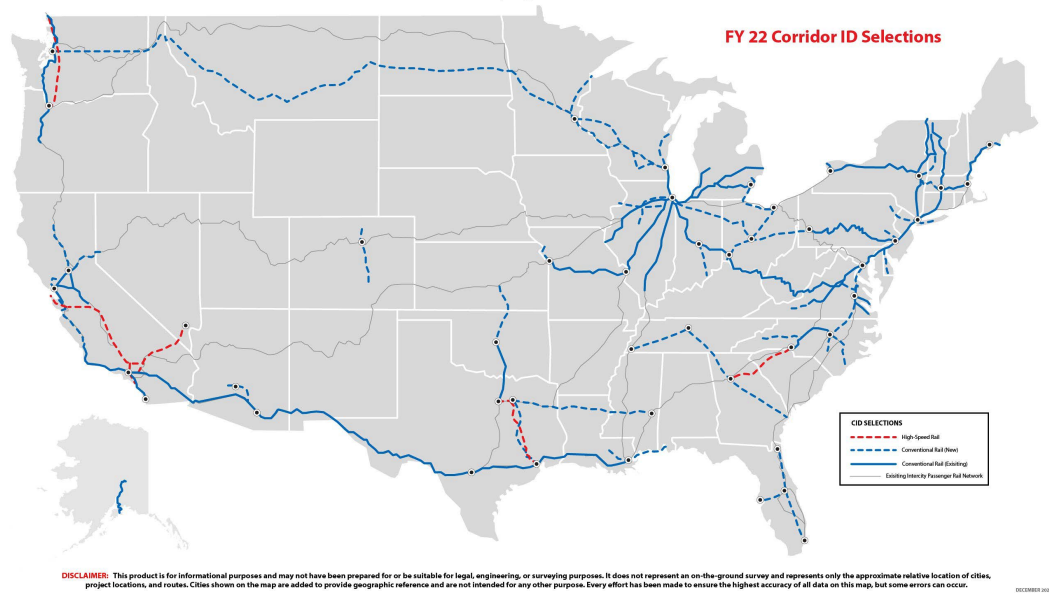 FY 22 Corridor ID Selections
CID SELECTIONS
High-Speed Rail
Conventional Rail (New)
Conventional Rail (Exisiting)
Exisiting Intercity Passenger Rail Network
DISCLAIMER: This product is for informational purposes and may not have been prepared for or be suitable for legal, engineering, or surveying purposes. It does not represent an on-the-ground survey and represents only the approximate relative location of cities,
project locations, and routes. Cities shown on the map are added to provide geographic reference and are not intended for any other purpose. Every effort has been made to ensure the highest accuracy of all data on this map, but some errors can occur.
DECEMBER 202